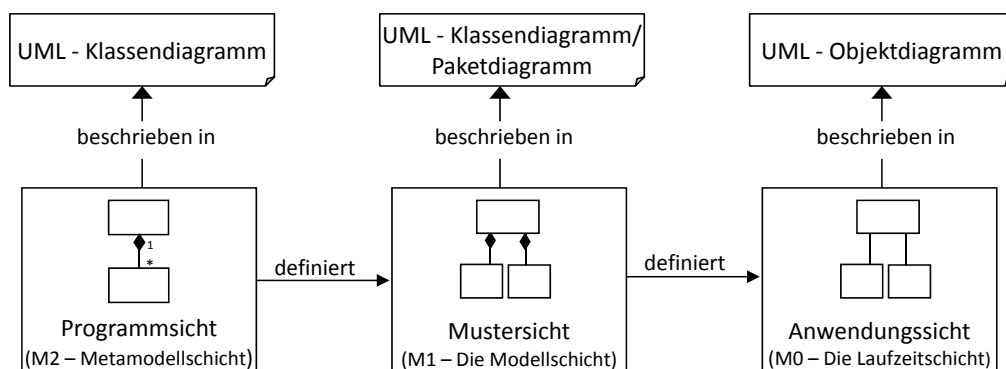 UML - Klassendiagramm
UML - Klassendiagramm/
Paketdiagramm
UML - Objektdiagramm
beschrieben in
beschrieben in
beschrieben in
1
*
definiert
definiert
Programmsicht
(M2 – Metamodellschicht)
Mustersicht
(M1 – Die Modellschicht)
Anwendungssicht
(M0 – Die Laufzeitschicht)